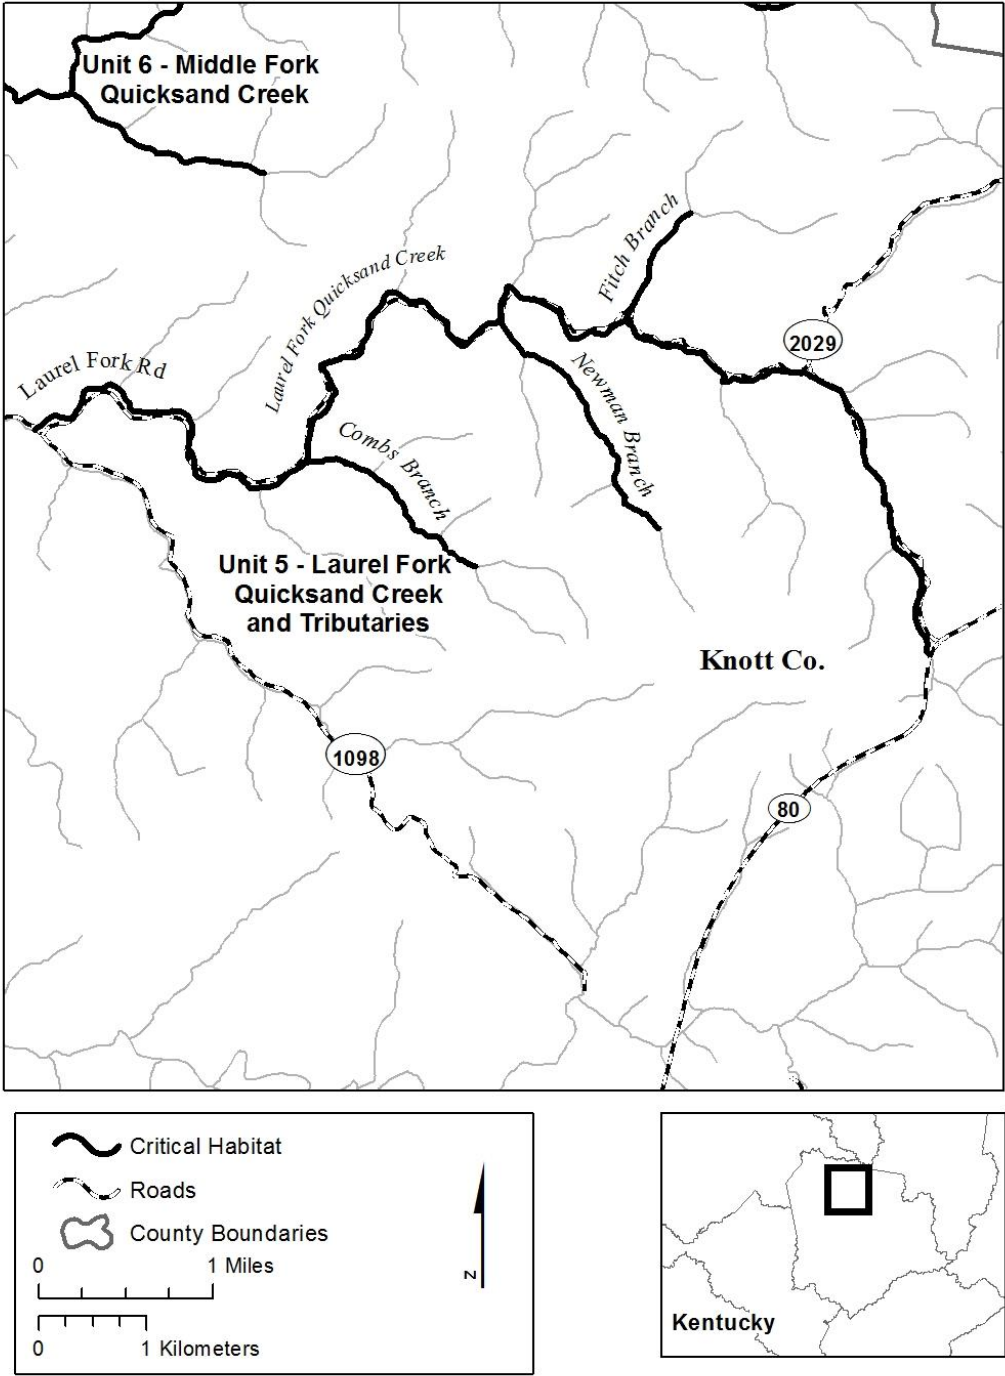 Unit 6 - Middle Fork
Quicksand Creek
Fitch Branch
Laurel Fork Quicksand Creek
2029
Laurel Fork Rd
Newman Branch
Combs Branch
Unit 5 - Laurel Fork
Quicksand Creek
and Tributaries
Knott Co.
1098
80
Critical Habitat
Roads
County Boundaries
0 1 Miles
0 1 Kilometers
N
Kentucky